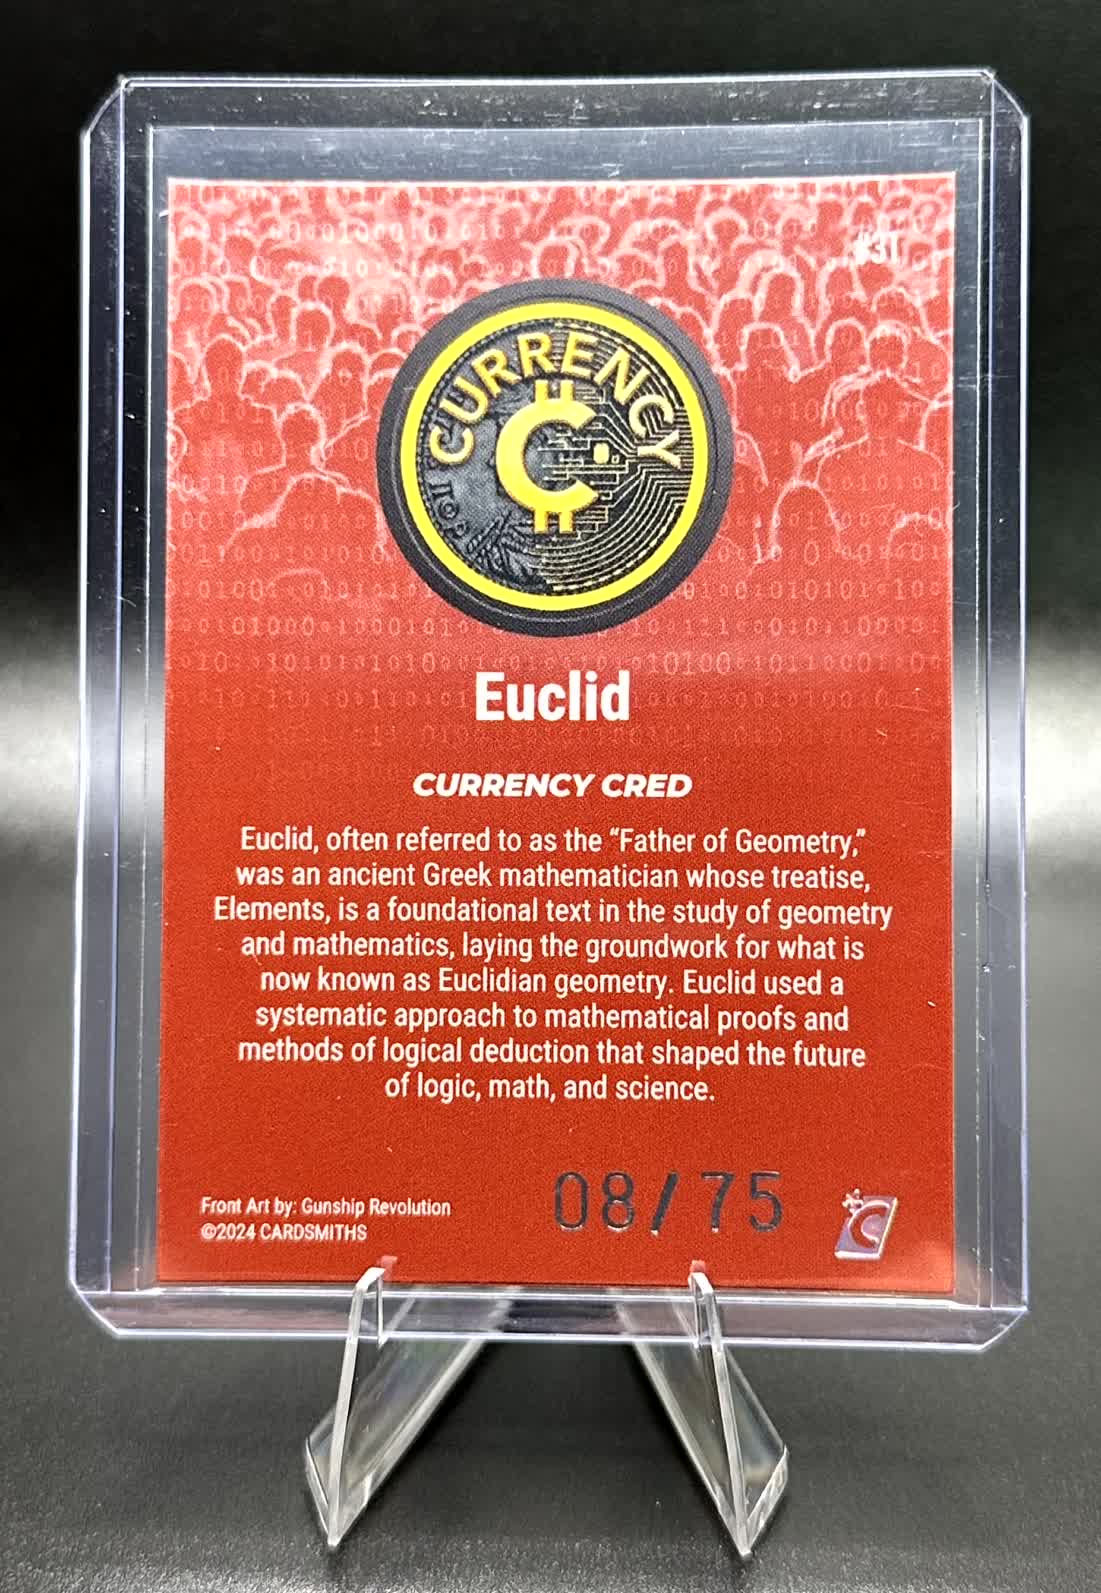 #31
CURRENCY
Euclid
CURRENCY CRED
Euclid, often referred to as the “Father of Geometry,”
was an ancient Greek mathematician whose treatise,
Elements, is a foundational text in the study of geometry
and mathematics, laying the groundwork for what is
now known as Euclidian geometry. Euclid used a
systematic approach to mathematical proofs and
methods of logical deduction that shaped the future
of logic, math, and science.
08/75
Front Art by: Gunship Revolution
©2024 CARDSMITHS